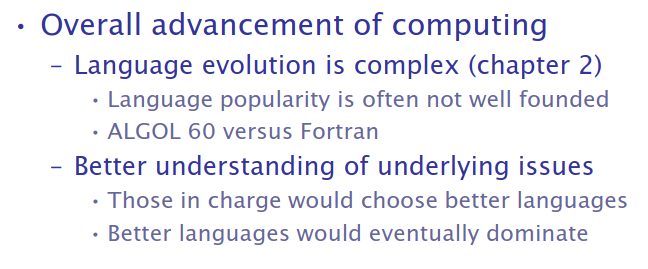 • Overall advancement of computing
– Language evolution is complex (chapter 2)
• Language popularity is often not well founded
• ALGOL 60 versus Fortran
– Better understanding of underlying issues
• Those in charge would choose better languages
• Better languages would eventually dominate